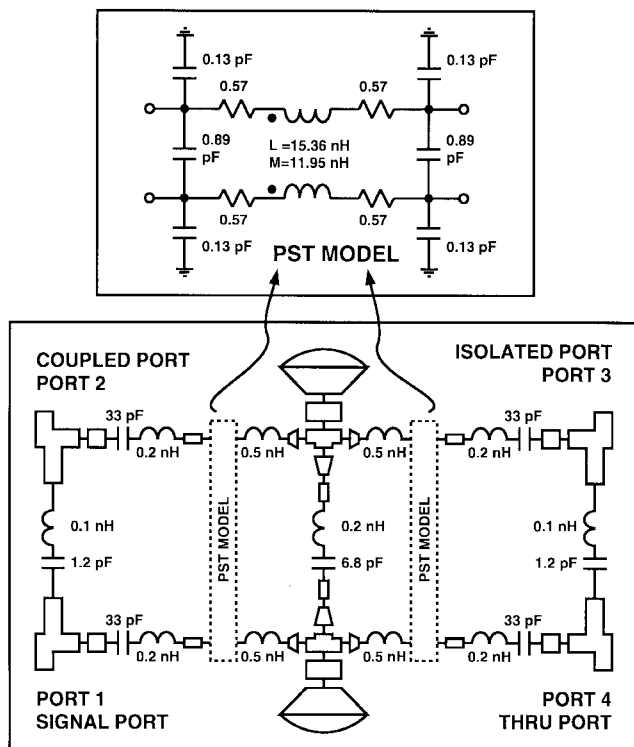 0.13 pF
0.13 pF
0.57
0.57
0.89
pF
L =15.36 nH
M=11.95 nH
0.89
pF
0.57
0.57
0.13 pF
0.13 pF
PST MODEL
COUPLED PORT
PORT 2
ISOLATED PORT
PORT 3
33 pF
33 pF
0.2 nH
0.5 nH
0.5 nH
0.2 nH
0.1 nH
1.2 pF
PST MODEL
0.2 nH
6.8 pF
PST MODEL
0.1 nH
1.2 pF
33 pF
33 pF
0.2 nH
0.5 nH
0.5 nH
0.2 nH
PORT 1
SIGNAL PORT
PORT 4
THRU PORT